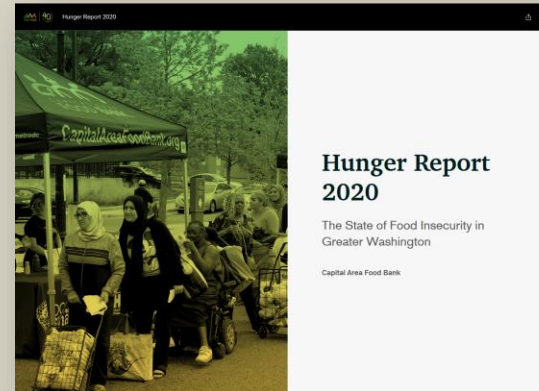 40
Hunger Report 2020
CapitalAreaFoodBank.org
Hunger Report
2020
The State of Food Insecurity in
Greater Washington
Capital Area Food Bank